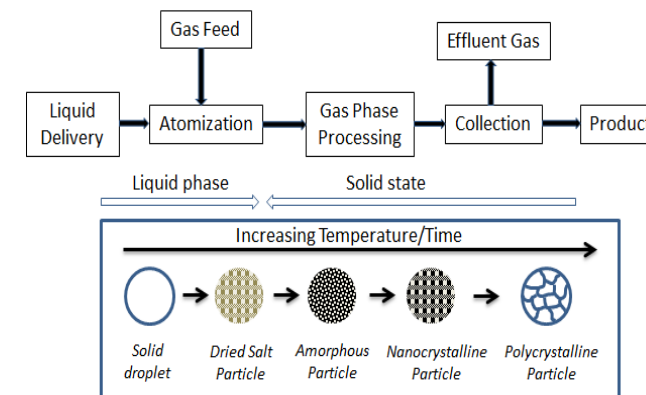 Gas Feed
Effluent Gas
Liquid
Delivery
Atomization
Gas Phase
Processing
Collection
Product
Liquid phase
Solid state
Increasing Temperature/Time
Solid
droplet
Dried Salt
Particle
Amorphous
Particle
Nanocrystalline
Particle
Polycrystalline
Particle